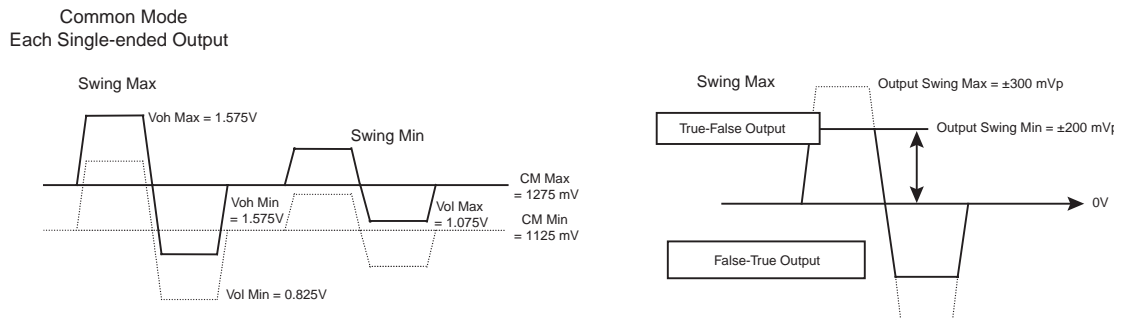 Common Mode
Each Single-ended Output
Swing Max
Voh Max = 1.575V
Swing Min
CM Max
= 1275 mV
Voh Min
= 1.575V
Vol Max
= 1.075V
CM Min
= 1125 mV
Vol Min = 0.825V
Swing Max
Output Swing Max = ±300 mVp
True-False Output
Output Swing Min = ±200 mVp
0V
False-True Output